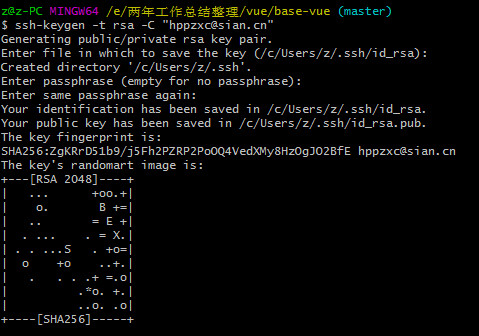 z@z-PC MINGW64 /e/两年工作总结整理/vue/base-vue (master)
$ ssh-keygen -t rsa -C "hppzxc@sian.cn"
Generating public/private rsa key pair.
Enter file in which to save the key (/c/Users/z/.ssh/id_rsa):
Created directory '/c/Users/z/.ssh'.
Enter passphrase (empty for no passphrase):
Enter same passphrase again:
Your identification has been saved in /c/Users/z/.ssh/id_rsa.
Your public key has been saved in /c/Users/z/.ssh/id_rsa.pub.
The key fingerprint is:
SHA256:ZgKRrD51b9/j5Fh2PZRP2PoOQ4VedXMy8HzOgJO2BfE hppzxc@sian.cn
The key's randomart image is:
+---[RSA 2048]----+
|   ...      +oo.+|
|    o.       B +=|
|   ..       = E +|
|  . ...    . = X.|
| . . ...S   . +o=|
|  o    +o    ..+.|
|   .   . . .+ =.o|
|          .*o. +.|
|          ..o. .o|
+----[SHA256]-----+